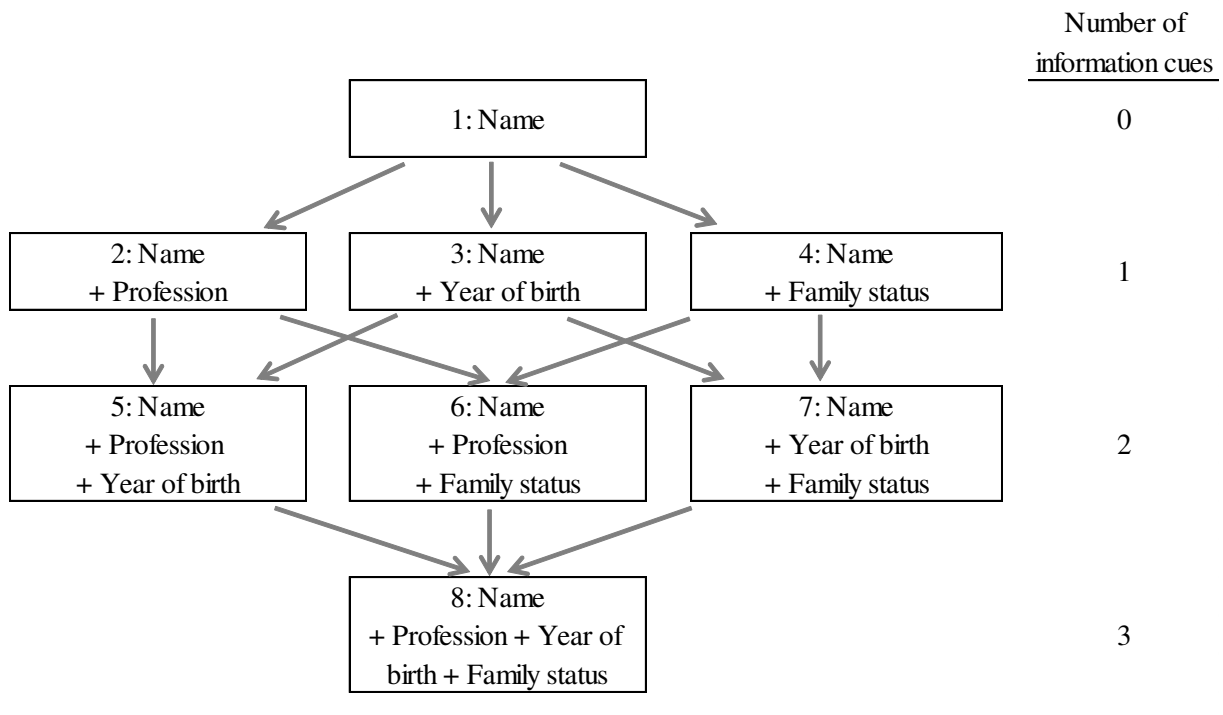 Number of
information cues
1: Name
0
2: Name
+ Profession
3: Name
+ Year of birth
4: Name
+ Family status
1
5: Name
+ Profession
+ Year of birth
6: Name
+ Profession
+ Family status
7: Name
+ Year of birth
+ Family status
2
8: Name
+ Profession + Year of
birth + Family status
3